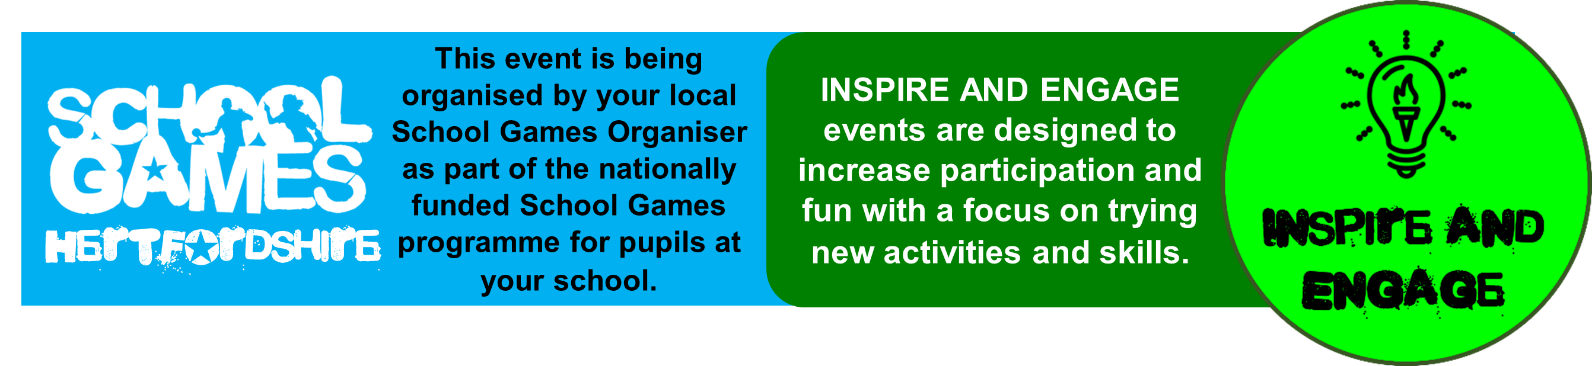 SCHOOL
GAMES
HERTFORDSHIRE
This event is being
organised by your local
School Games Organiser
as part of the nationally
funded School Games
programme for pupils at
your school.
INSPIRE AND ENGAGE
events are designed to
increase participation and
fun with a focus on trying
new activities and skills.
INSPIRE AND
ENGAGE